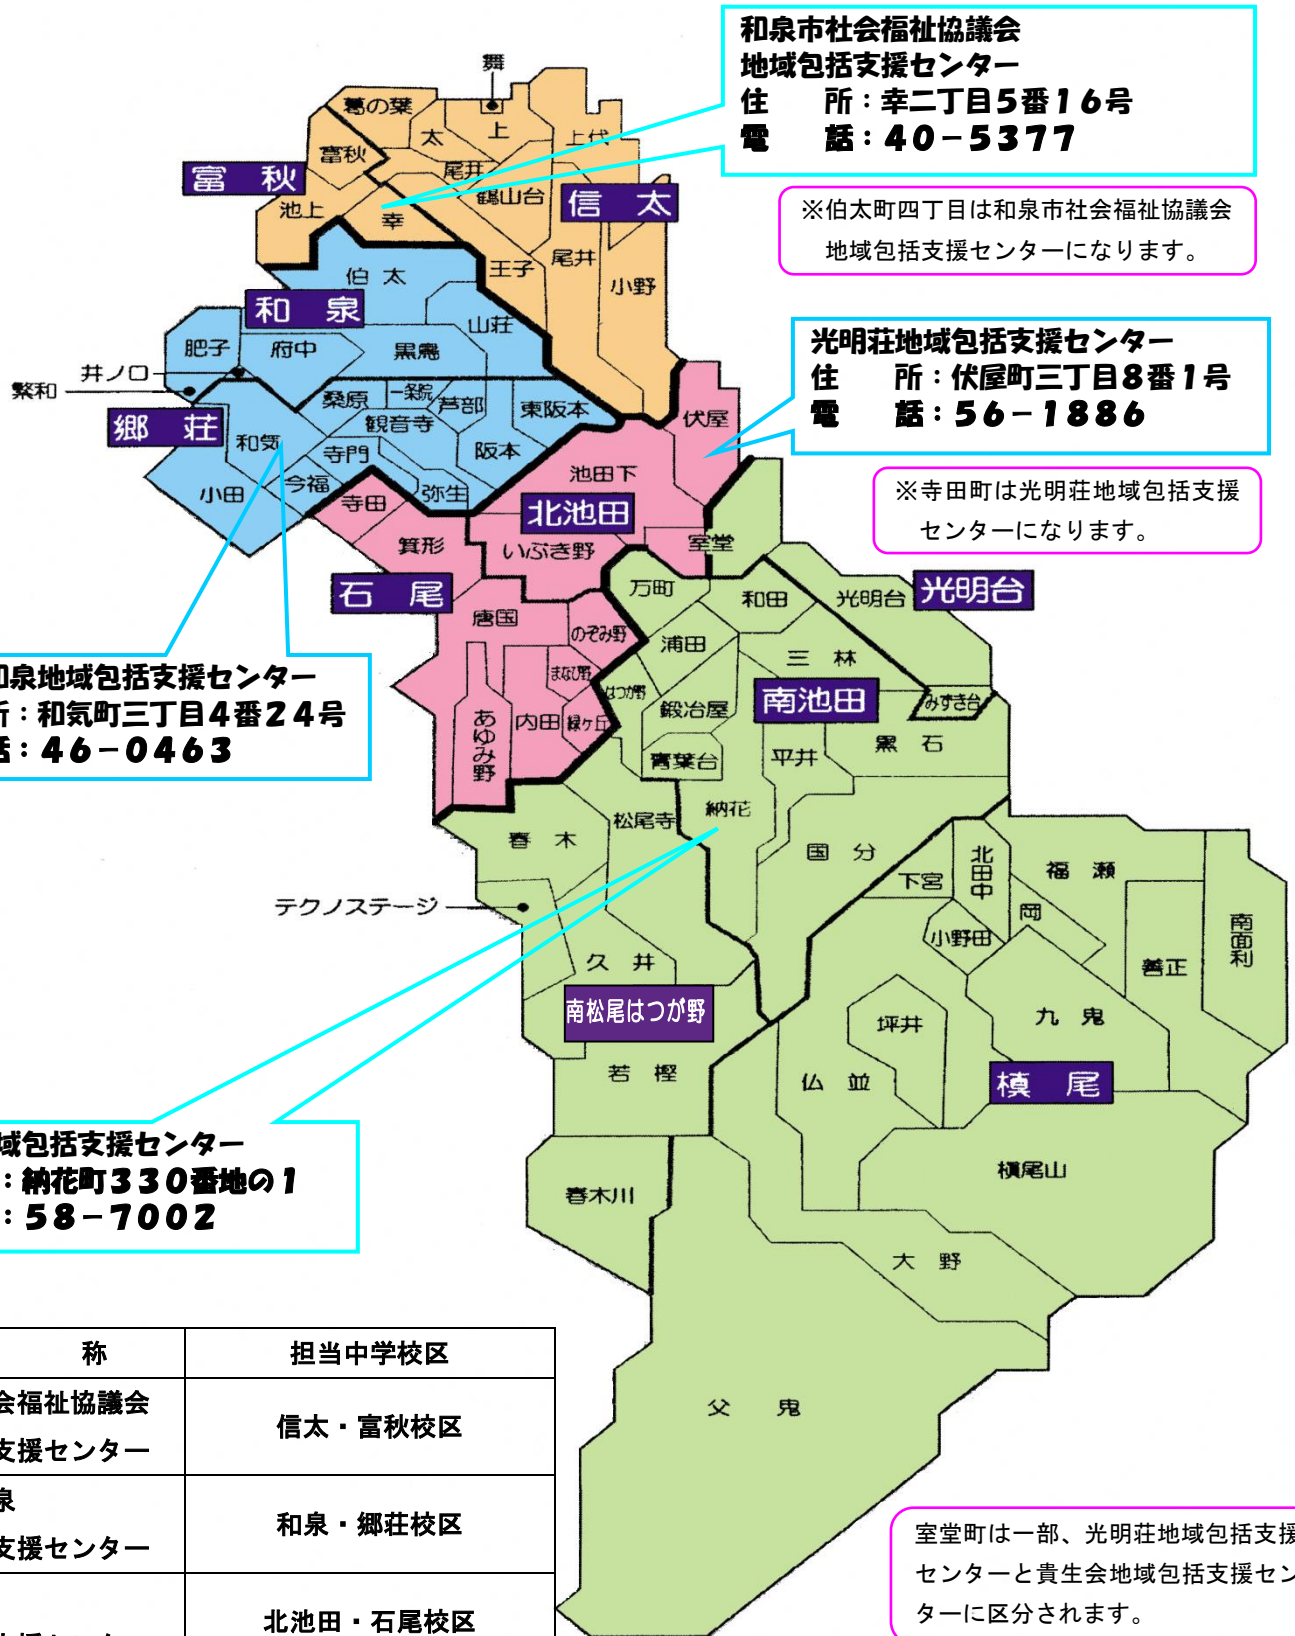 和泉市社会福祉協議会
地域包括支援センター
住　　所：幸二丁目5番16号
電　　話：40-5377
※伯太町四丁目は和泉市社会福祉協議会
地域包括支援センターになります。
光明荘地域包括支援センター
住　　所：伏屋町三丁目8番1号
電　　話：56-1886
※寺田町は光明荘地域包括支援
センターになります。
舞
葛の葉
太
上
上代
富秋
尾井
鶴山台
富　秋
信　太
池上
幸
王子
尾井
小野
伯　太
和　泉
山荘
肥子
府中
黒鳥
井ノ口
繁和
郷　荘
和気
桑原
一条院
芦部
東阪本
観音寺
寺門
阪本
小田
今福
弥生
伏屋
池田下
寺田
北池田
箕形
いぶき野
室堂
石　尾
唐国
のぞみ野
まなび野
はつが野
あゆみ野
内田
緑ヶ丘
万町
和田
光明台
光明台
浦田
三　林
南池田
みずき台
鍛冶屋
青葉台
平井
黒　石
納花
松尾寺
春　木
国　分
下宮
北田中
福　瀬
岡
南面利
テクノステージ
小野田
善正
久　井
南松尾はつが野
坪井
九　鬼
若　樫
仏　並
槙　尾
槇尾山
春木川
大　野
父　鬼
和泉地域包括支援センター
所：和気町三丁目4番24号
話：46-0463
域包括支援センター
：納花町330番地の1
：58-7002
称
担当中学校区
会福祉協議会
支援センター
信太・富秋校区
泉
支援センター
和泉・郷荘校区
北池田・石尾校区
室堂町は一部、光明荘地域包括支援
センターと貴生会地域包括支援セン
ターに区分されます。